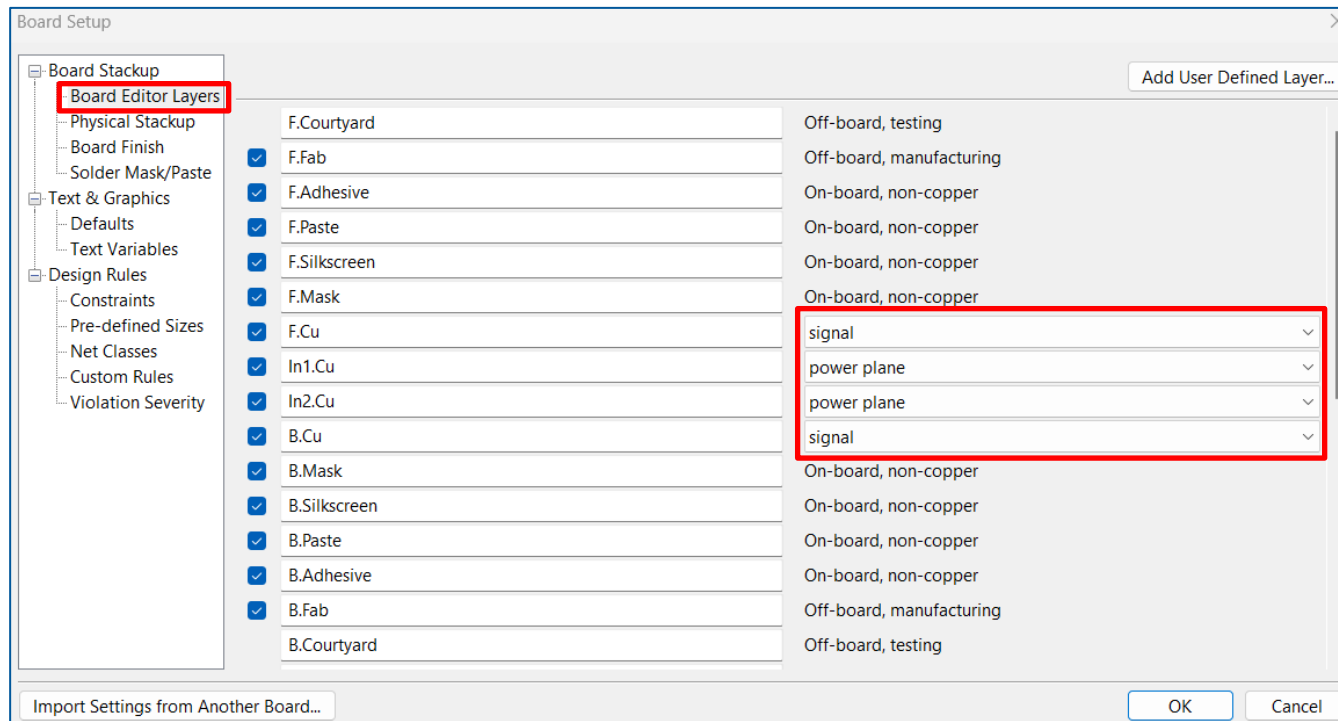 Board Setup
Board Stackup
Board Editor Layers
Physical Stackup
Board Finish
Solder Mask/Paste
Text & Graphics
Defaults
Text Variables
Design Rules
Constraints
Pre-defined Sizes
Net Classes
Custom Rules
Violation Severity
Add User Defined Layer...
F.Courtyard Off-board, testing
F.Fab Off-board, manufacturing
F.Adhesive On-board, non-copper
F.Paste On-board, non-copper
F.Silkscreen On-board, non-copper
F.Mask On-board, non-copper
F.Cu signal
In1.Cu power plane
In2.Cu power plane
B.Cu signal
B.Mask On-board, non-copper
B.Silkscreen On-board, non-copper
B.Paste On-board, non-copper
B.Adhesive On-board, non-copper
B.Fab Off-board, manufacturing
B.Courtyard Off-board, testing
Import Settings from Another Board...
OK Cancel